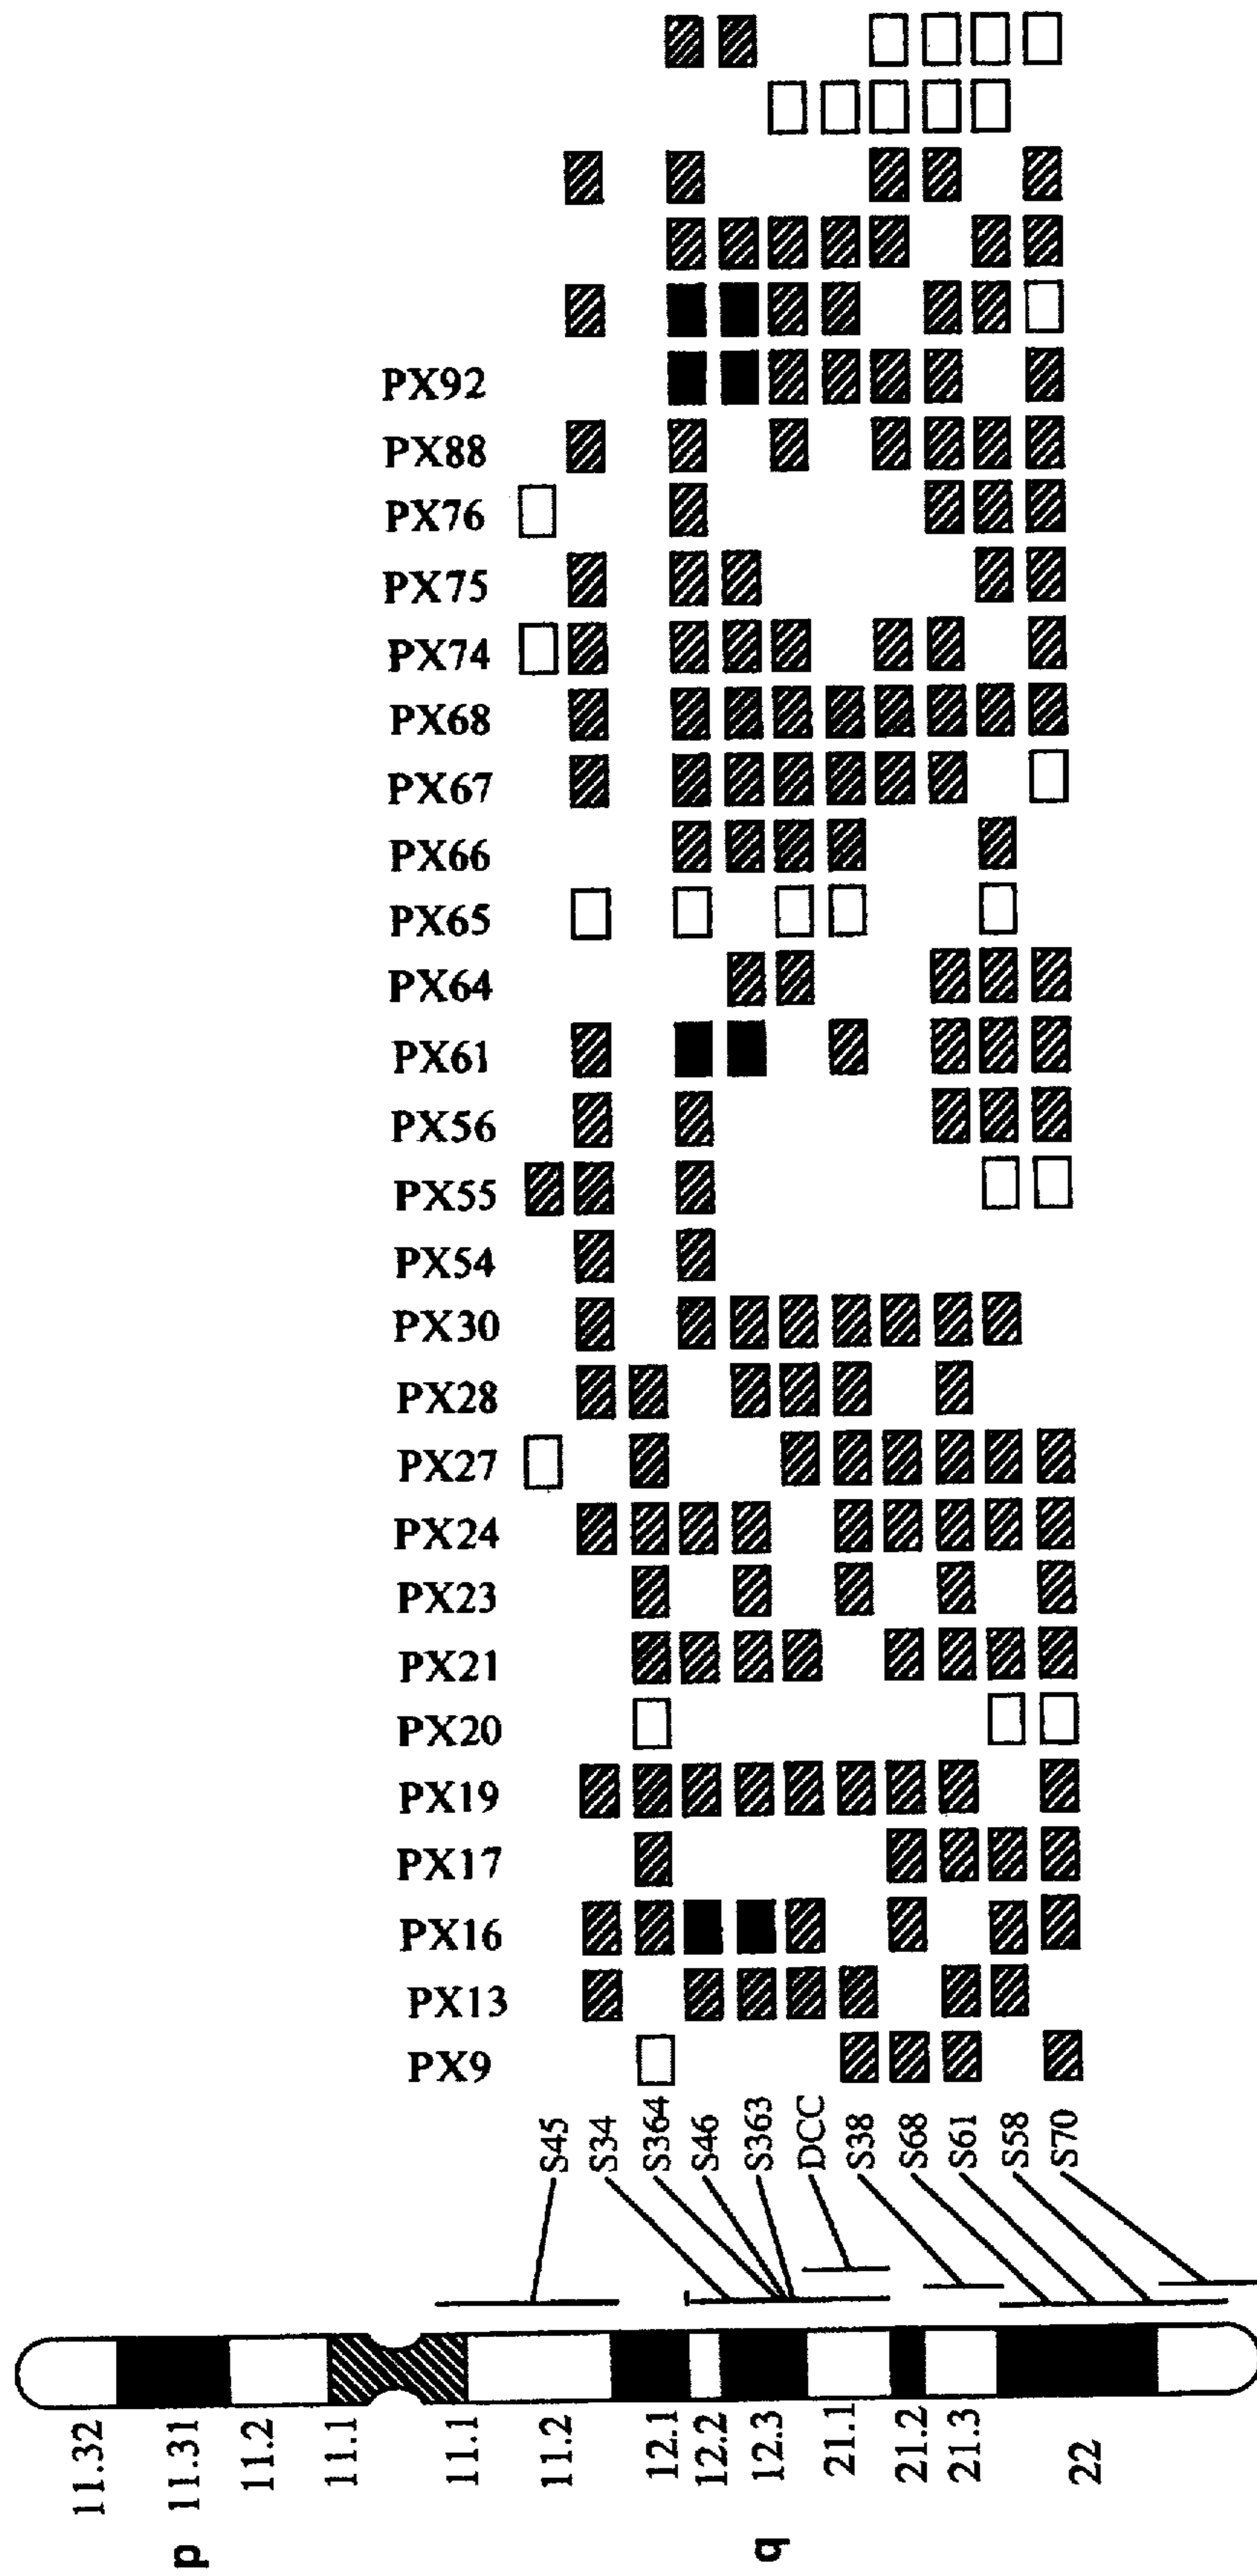 PX92
PX88
PX76
PX75
PX74
PX68
PX67
PX66
PX65
PX64
PX61
PX56
PX55
PX54
PX30
PX28
PX27
PX24
PX23
PX21
PX20
PX19
PX17
PX16
PX13
PX9
S45
S34
S364
S46
S363
DCC
S38
S68
S61
S58
S70
11.32
11.31
11.2
11.1
11.1
11.2
12.1
12.2
12.3
21.1
21.2
21.3
22
p
q